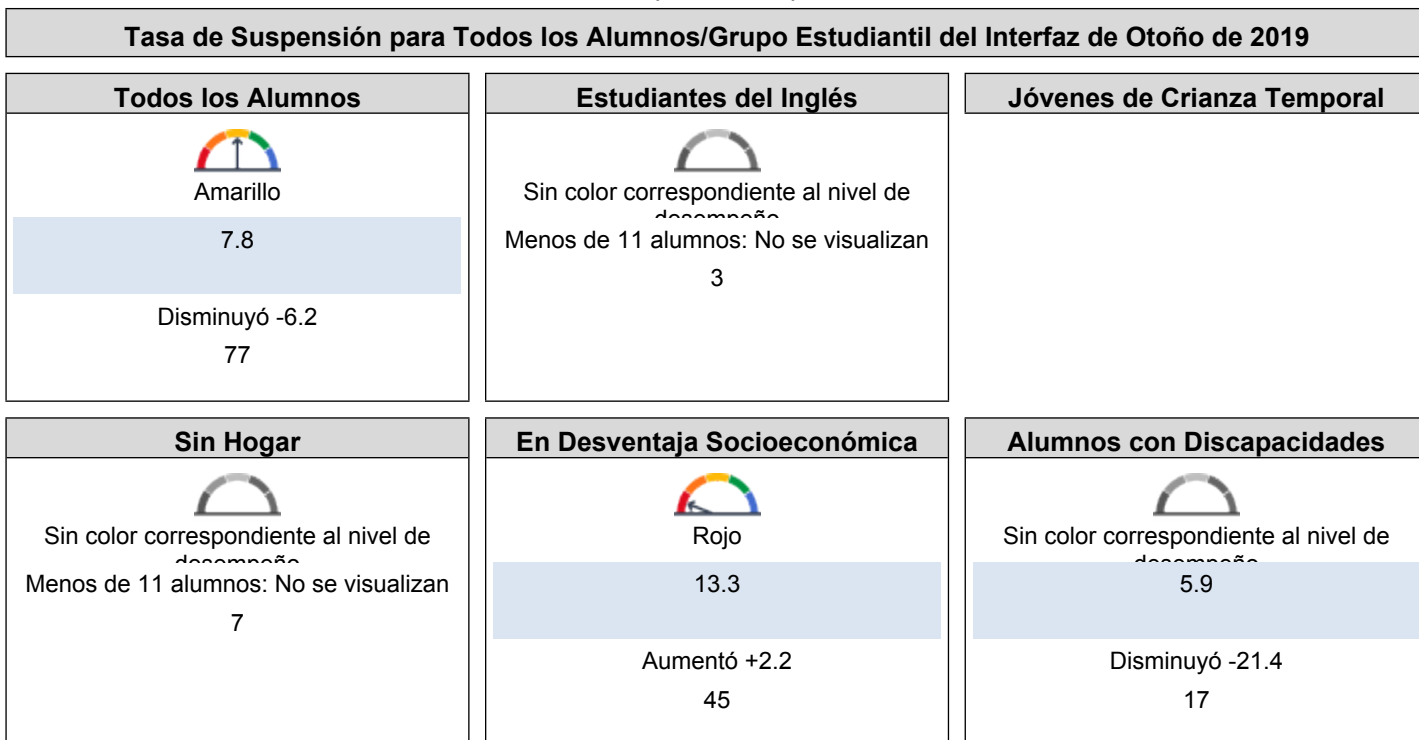 Tasa de Suspensión para Todos los Alumnos/Grupo Estudiantil del Interfaz de Otoño de 2019
Todos los Alumnos
Amarillo
7.8
Disminuyó -6.2
77
Estudiantes del Inglés
Sin color correspondiente al nivel de
desempeño
Menos de 11 alumnos: No se visualizan
3
Jóvenes de Crianza Temporal
Sin Hogar
Sin color correspondiente al nivel de
desempeño
Menos de 11 alumnos: No se visualizan
7
En Desventaja Socioeconómica
Rojo
13.3
Aumentó +2.2
45
Alumnos con Discapacidades
Sin color correspondiente al nivel de
desempeño
5.9
Disminuyó -21.4
17